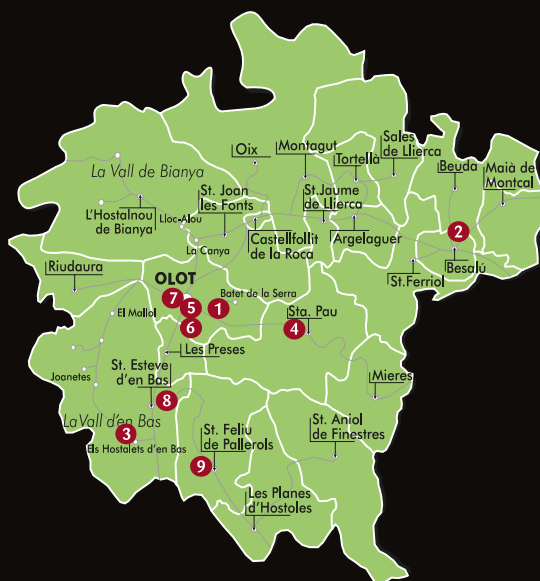 Oix
Montagut
Sales
de Llierca
Tortellà
Beuda
Maià de
Montcal
La Vall de Bianya
L'Hostalnou
de Bianya
St. Joan
les Fonts
Lloc-Alou
La Canya
St.Jaume
de Llierca
Castellfollit
de la Roca
Argelaguer
2
St.Ferriol
Besalú
Riudaura
OLOT
7
5
1
Batet de la Serra
6
El Mallol
Sta. Pau
4
Les Preses
Joanetes
St. Esteve
d'en Bas
8
Mieres
La Vall d'en Bas
3
Els Hostalets d'en Bas
St. Feliu
de Pallerols
9
St. Aniol
de Finestres
Les Planes
d'Hostoles